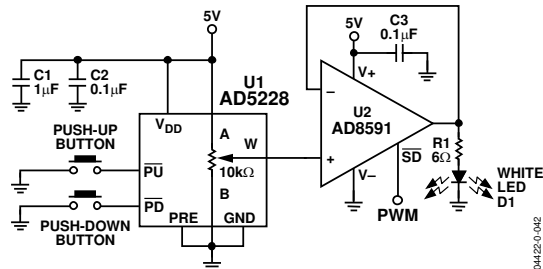 5V
C1
1μF
C2
0.1μF
U1
AD5228
VDD
A
W
10kΩ
B
PUSH-UP
BUTTON
PU
PD
PUSH-DOWN
BUTTON
PRE
GND
5V
C3
0.1μF
V+
–
U2
AD8591
+
SD
V–
PWM
R1
6Ω
WHITE
LED
D1
04422-0-042